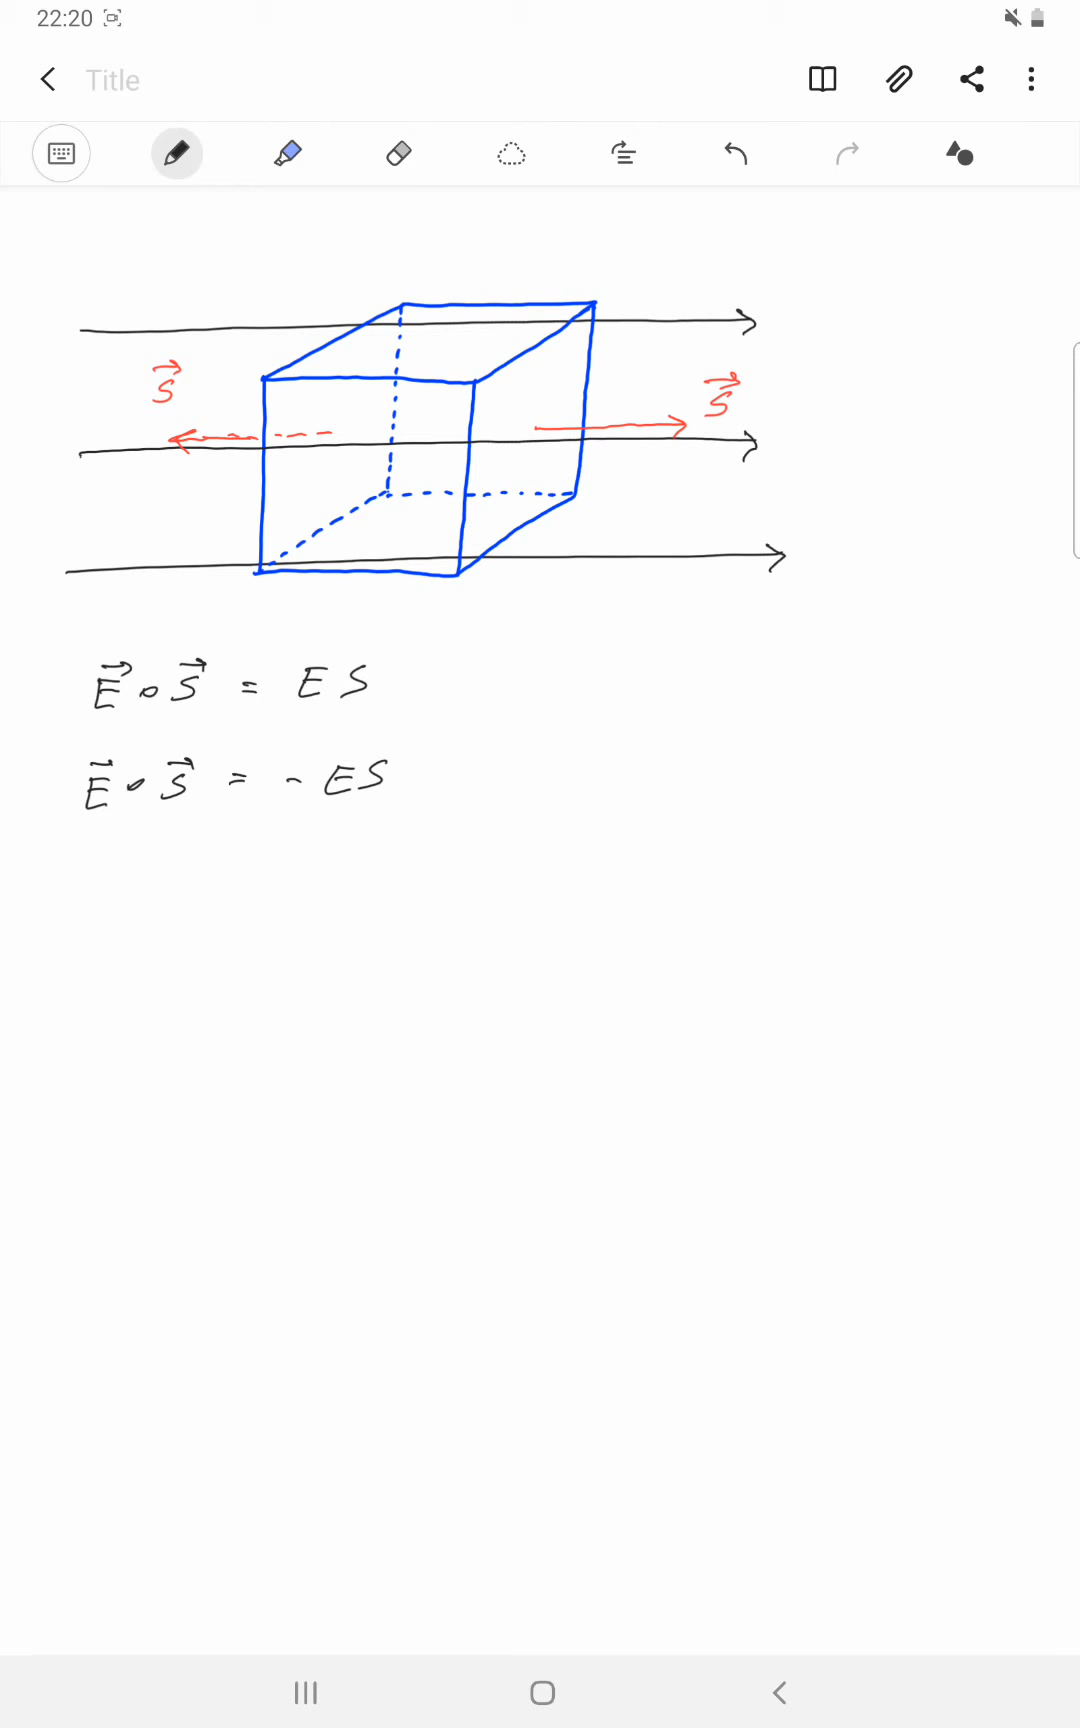 22:20
Title
S⃗
S⃗
E⃗ ∘ S⃗ = E S
E⃗ • S⃗ = - E S